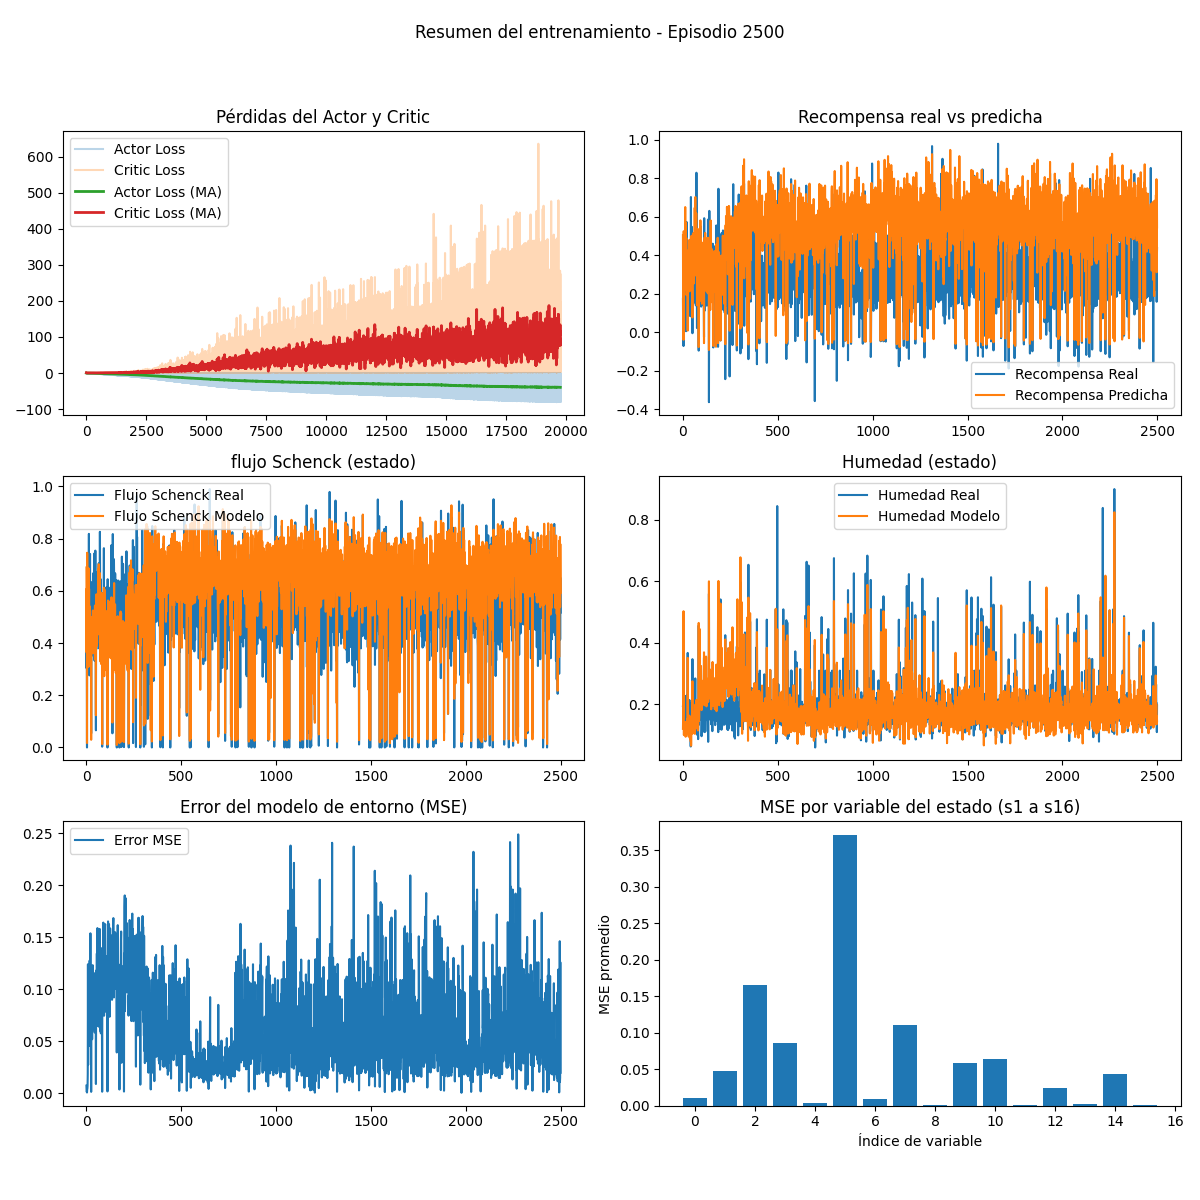 Resumen del entrenamiento - Episodio 2500
Pérdidas del Actor y Critic
Actor Loss
Critic Loss
Actor Loss (MA)
Critic Loss (MA)
600
500
400
300
200
100
0
−100
0 2500 5000 7500 10000 12500 15000 17500 20000
Recompensa real vs predicha
1.0
0.8
0.6
0.4
0.2
0.0
−0.2
−0.4
Recompensa Real
Recompensa Predicha
0 500 1000 1500 2000 2500
flujo Schenck (estado)
Flujo Schenck Real
Flujo Schenck Modelo
1.0
0.8
0.6
0.4
0.2
0.0
0 500 1000 1500 2000 2500
Humedad (estado)
Humedad Real
Humedad Modelo
0.8
0.6
0.4
0.2
0 500 1000 1500 2000 2500
Error del modelo de entorno (MSE)
Error MSE
0.25
0.20
0.15
0.10
0.05
0.00
0 500 1000 1500 2000 2500
MSE por variable del estado (s1 a s16)
MSE promedio
0.35
0.30
0.25
0.20
0.15
0.10
0.05
0.00
0 2 4 6 8 10 12 14 16
Índice de variable